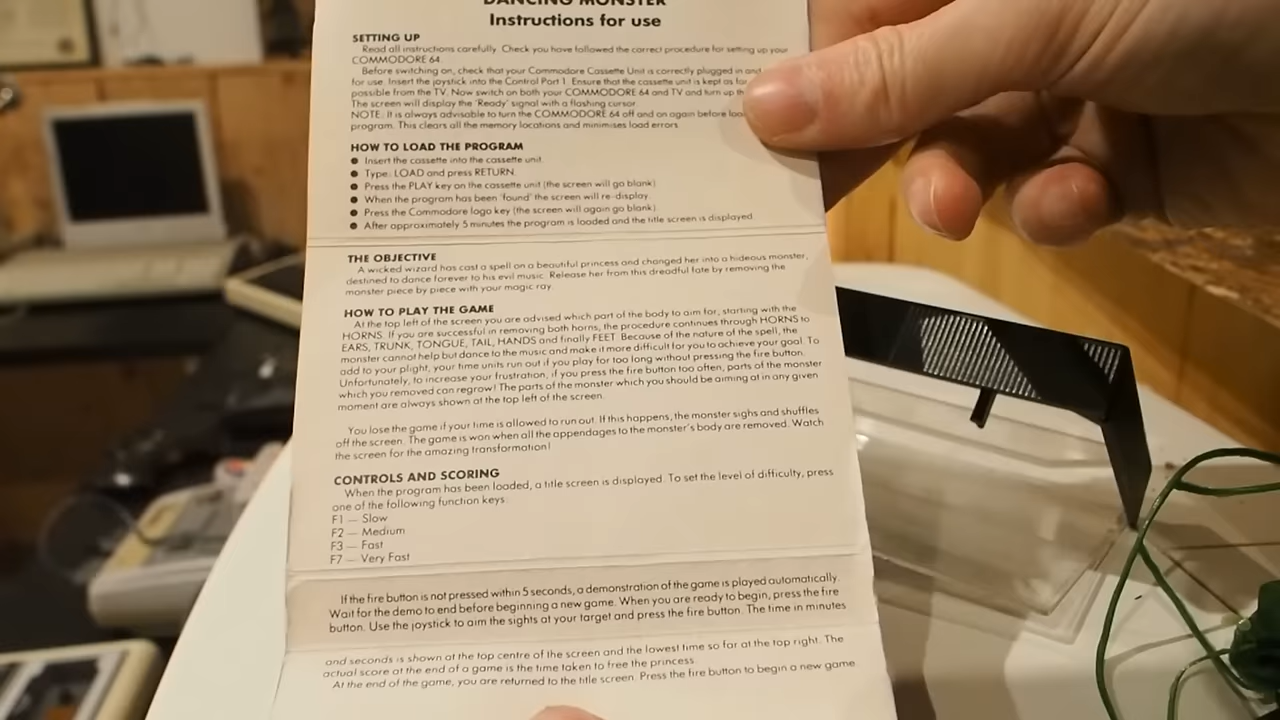 DANCING MONSTER
Instructions for use
SETTING UP
Read all instructions carefully. Check you have followed the correct procedure for setting up your
COMMODORE 64.
Before switching on, check that your Commodore Cassette Unit is correctly plugged in and
for use. Insert the joystick into the Control Port 1. Ensure that the cassette unit is kept as far
possible from the TV. Now switch on both your COMMODORE 64 and TV and turn up th
The screen will display the 'Ready' signal with a flashing cursor.
NOTE: It is always advisable to turn the COMMODORE 64 off and on again before loa
program. This clears all the memory locations and minimises load errors.
HOW TO LOAD THE PROGRAM
● Insert the cassette into the cassette unit.
● Type: LOAD and press RETURN.
● Press the PLAY key on the cassette unit (the screen will go blank).
● When the program has been 'found' the screen will re-display.
● Press the Commodore logo key (the screen will again go blank).
● After approximately 5 minutes the program is loaded and the title screen is displayed.
THE OBJECTIVE
A wicked wizard has cast a spell on a beautiful princess and changed her into a hideous monster,
destined to dance forever to his evil music. Release her from this dreadful fate by removing the
monster piece by piece with your magic ray.
HOW TO PLAY THE GAME
At the top left of the screen you are advised which part of the body to aim for, starting with the
HORNS. If you are successful in removing both horns, the procedure continues through HORNS to
EARS, TRUNK, TONGUE, TAIL, HANDS and finally FEET. Because of the nature of the spell, the
monster cannot help but dance to the music and make it more difficult for you to achieve your goal. To
add to your plight, your time units run out if you play for too long without pressing the fire button.
Unfortunately, to increase your frustration, if you press the fire button too often, parts of the monster
which you removed can regrow! The parts of the monster which you should be aiming at in any given
moment are always shown at the top left of the screen.
You lose the game if your time is allowed to run out. If this happens, the monster sighs and shuffles
off the screen. The game is won when all the appendages to the monster's body are removed. Watch
the screen for the amazing transformation!
CONTROLS AND SCORING
When the program has been loaded, a title screen is displayed. To set the level of difficulty, press
one of the following function keys:
F1 — Slow
F2 — Medium
F3 — Fast
F7 — Very Fast
If the fire button is not pressed within 5 seconds, a demonstration of the game is played automatically.
Wait for the demo to end before beginning a new game. When you are ready to begin, press the fire
button. Use the joystick to aim the sights at your target and press the fire button. The time in minutes
and seconds is shown at the top centre of the screen and the lowest time so far at the top right. The
actual score at the end of a game is the time taken to free the princess.
At the end of the game, you are returned to the title screen. Press the fire button to begin a new game